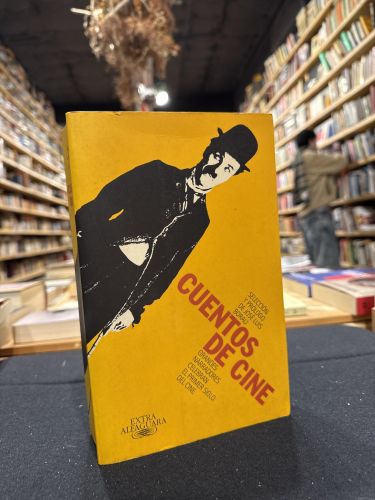 CUENTOS
DE CINE
SELECCIÓN
Y PRÓLOGO
DE JOSÉ LUIS
BORAU
GRANDES
NARRADORES
CELEBRAN
EL PRIMER SIGLO
DEL CINE
EXTRA
ALFAGUARA